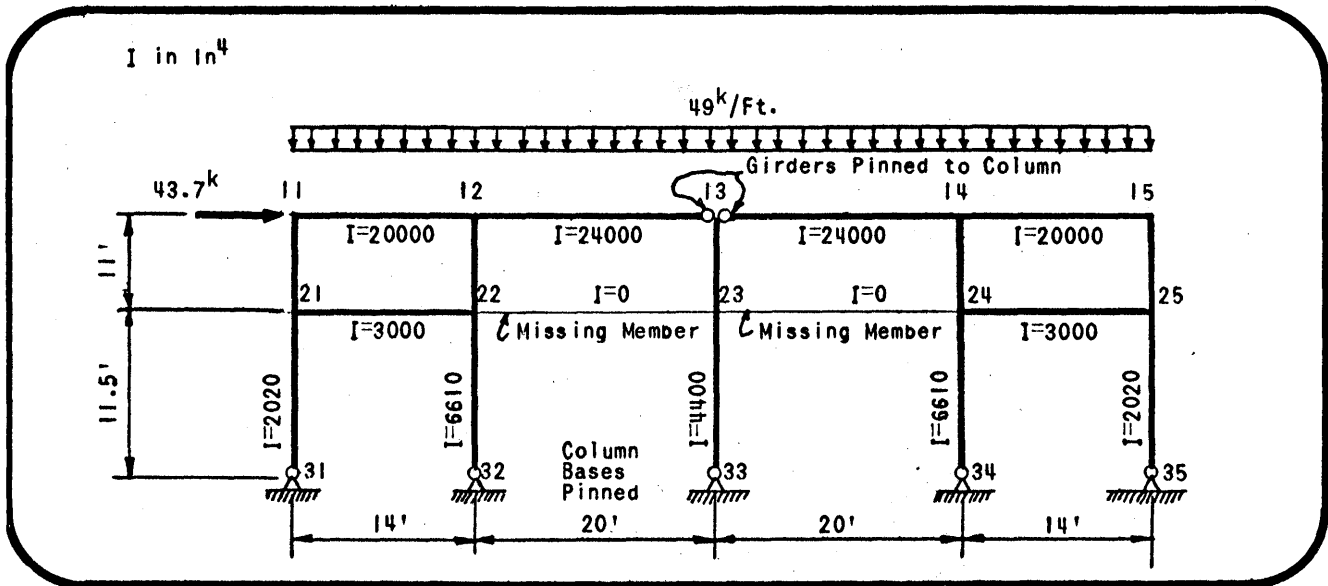 I in In⁴
49ᵏ/Ft.
Girders Pinned to Column
43.7ᵏ
11 12 13 14 15
I=20000 I=24000 I=24000 I=20000
11'
21 22 I=0 23 I=0 24 25
I=3000 Missing Member Missing Member I=3000
11.5'
I=2020 I=6610 I=4400 I=6610 I=2020
Column
Bases
Pinned
31 32 33 34 35
14' 20' 20' 14'